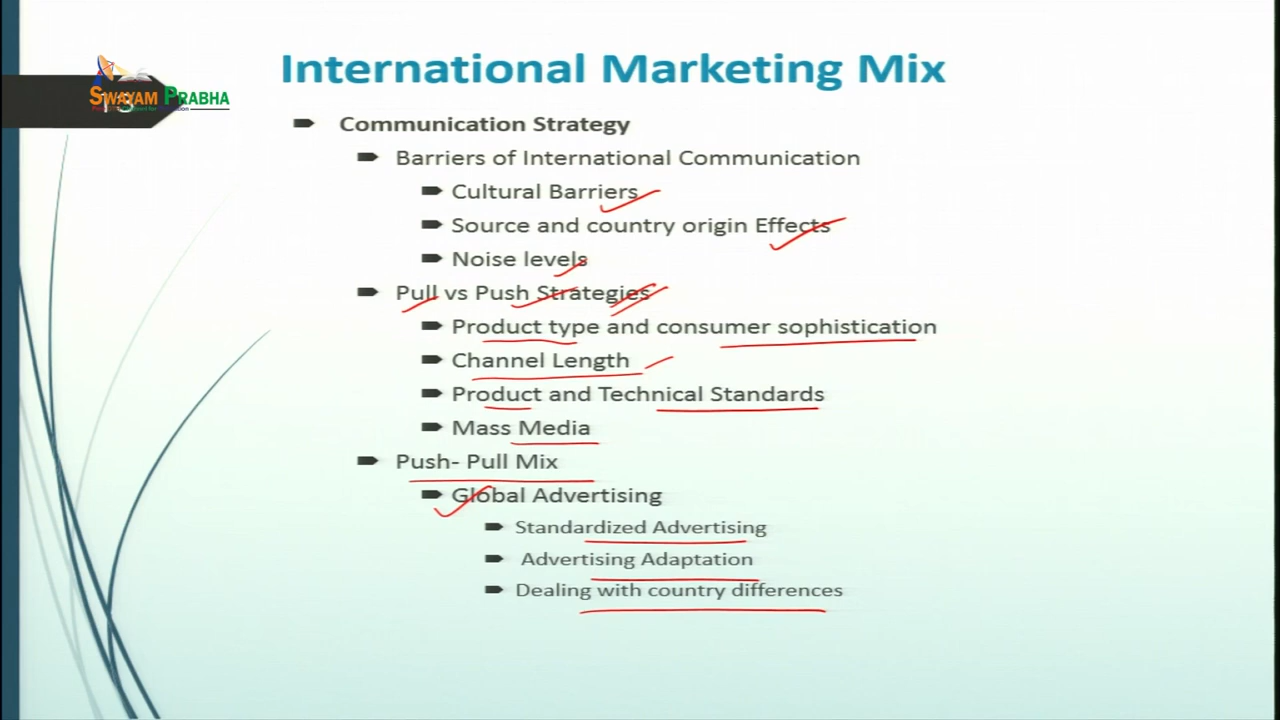 International Marketing Mix
SWAYAM PRABHA
Communication Strategy
Barriers of International Communication
Cultural Barriers
Source and country origin Effects
Noise levels
Pull vs Push Strategies
Product type and consumer sophistication
Channel Length
Product and Technical Standards
Mass Media
Push- Pull Mix
Global Advertising
Standardized Advertising
Advertising Adaptation
Dealing with country differences